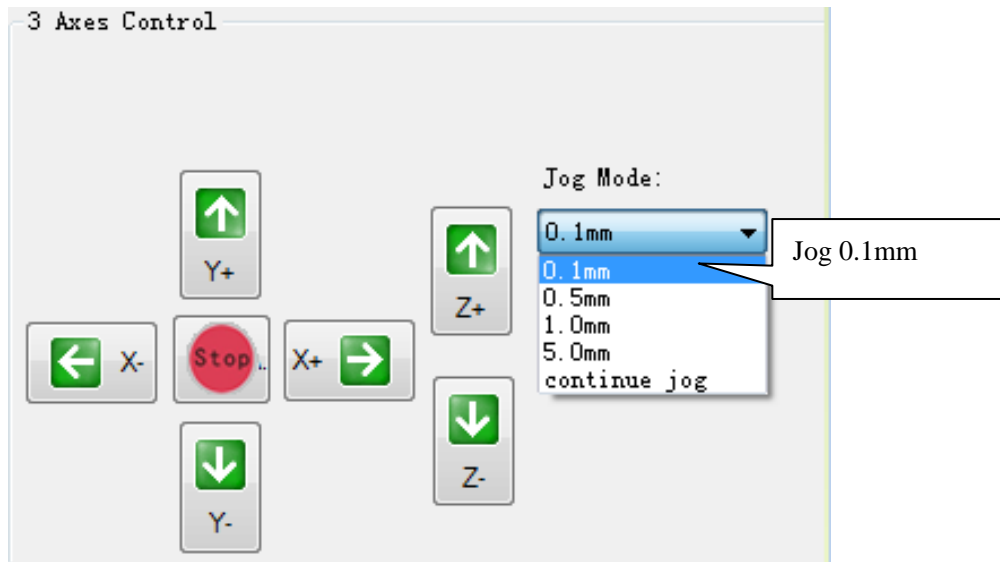 3 Axes Control
Jog Mode:
0.1mm
Jog 0.1mm
0.1mm
0.5mm
1.0mm
5.0mm
continue jog
Y+
Z+
X-
Stop
..
X+
Z-
Y-